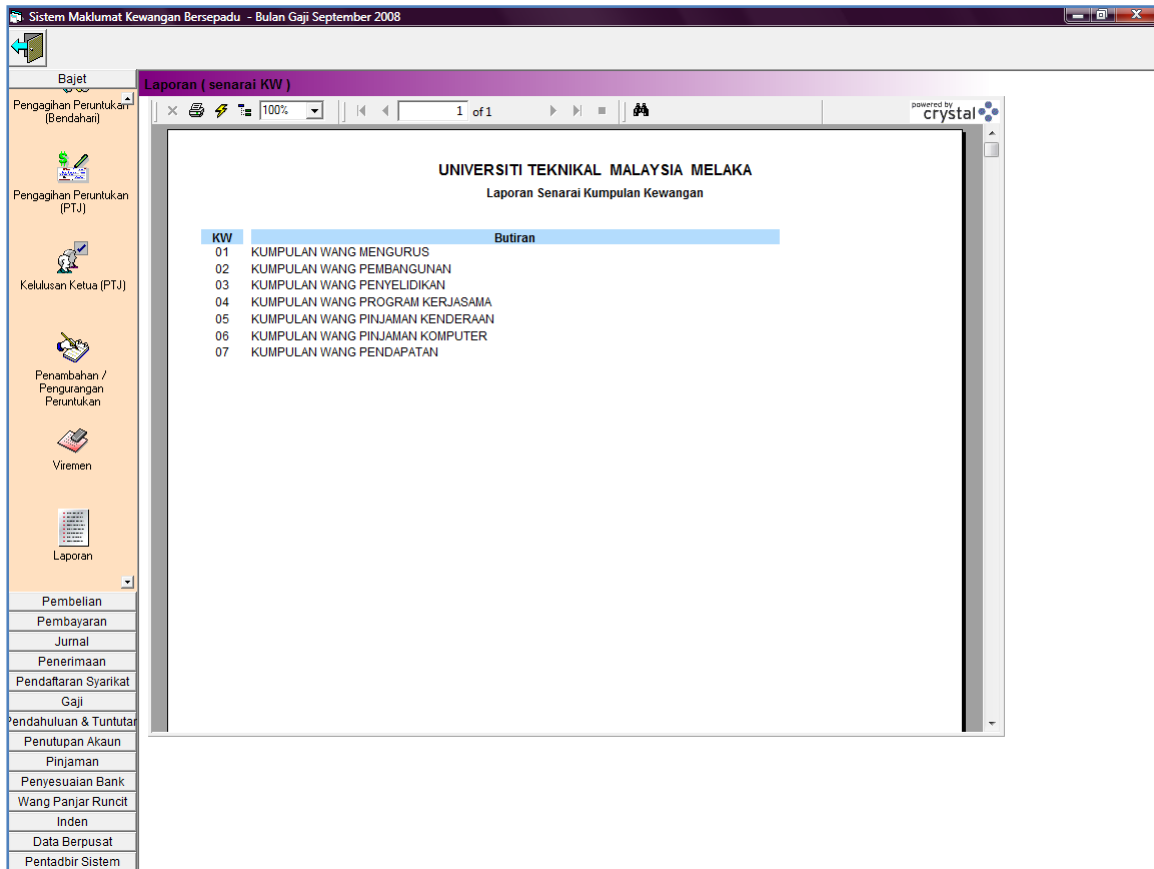 Sistem Maklumat Kewangan Bersepadu - Bulan Gaji September 2008
Bajet
Pengagihan Peruntukan
(Bendahari)
Pengagihan Peruntukan
(PTJ)
Kelulusan Ketua (PTJ)
Penambahan /
Pengurangan
Peruntukan
Viremen
Laporan
Pembelian
Pembayaran
Jurnal
Penerimaan
Pendaftaran Syarikat
Gaji
Pendahuluan & Tuntutan
Penutupan Akaun
Pinjaman
Penyesuaian Bank
Wang Panjar Runcit
Inden
Data Berpusat
Pentadbir Sistem
Laporan ( senarai KW )
100% 1 of 1
powered by
crystal
UNIVERSITI TEKNIKAL MALAYSIA MELAKA
Laporan Senarai Kumpulan Kewangan
KW Butiran
01 KUMPULAN WANG MENGURUS
02 KUMPULAN WANG PEMBANGUNAN
03 KUMPULAN WANG PENYELIDIKAN
04 KUMPULAN WANG PROGRAM KERJASAMA
05 KUMPULAN WANG PINJAMAN KENDERAAN
06 KUMPULAN WANG PINJAMAN KOMPUTER
07 KUMPULAN WANG PENDAPATAN